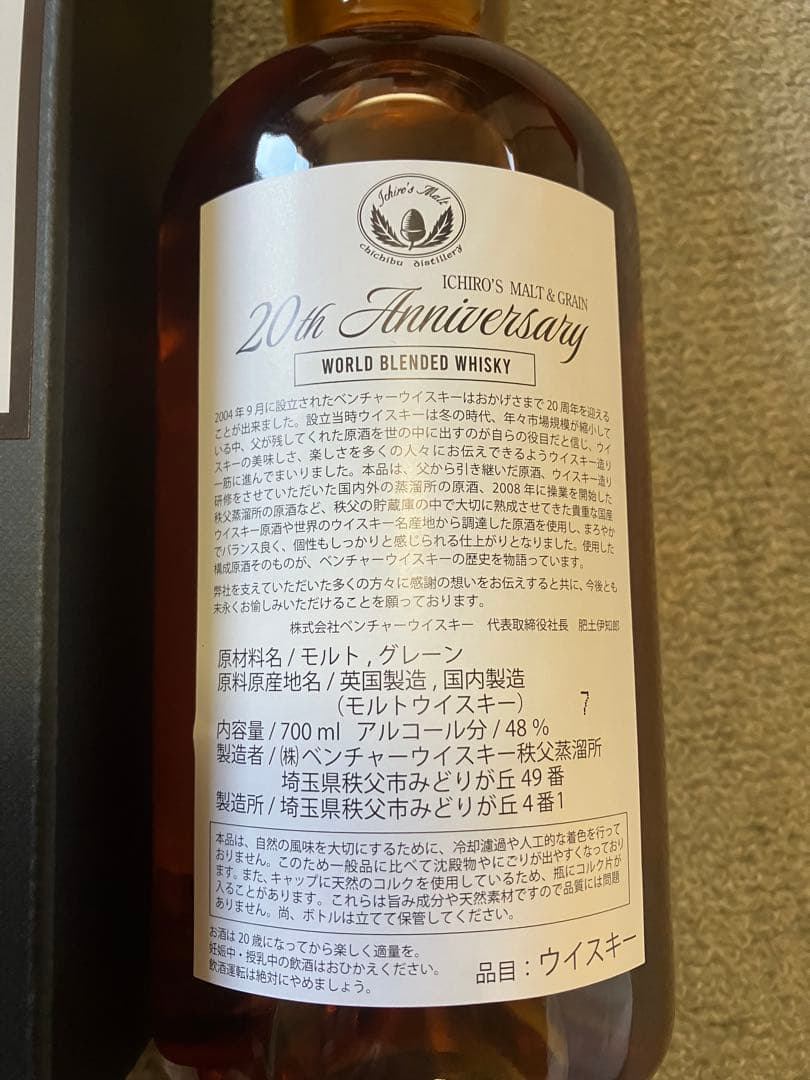 Ichiro's Malt
chichibu distillery
ICHIRO'S MALT & GRAIN
20th Anniversary
WORLD BLENDED WHISKY
2004年9月に設立されたベンチャーウイスキーはおかげさまで20周年を迎える
ことが出来ました。設立当時ウイスキーは冬の時代、年々市場規模が縮小して
いる中、父が残してくれた原酒を世の中に出すのが自らの役目だと信じ、ウイ
スキーの美味しさ、楽しさを多くの人々にお伝えできるようウイスキー造り
一筋に進んでまいりました。本品は、父から引き継いだ原酒、ウイスキー造り
研修をさせていただいた国内外の蒸溜所の原酒、2008年に操業を開始した
秩父蒸溜所の原酒など、秩父の貯蔵庫の中で大切に熟成させてきた貴重な国産
ウイスキー原酒や世界のウイスキー名産地から調達した原酒を使用し、まろやか
でバランス良く、個性もしっかりと感じられる仕上がりとなりました。使用した
構成原酒そのものが、ベンチャーウイスキーの歴史を物語っています。
弊社を支えていただいた多くの方々に感謝の想いをお伝えすると共に、今後とも
末永くお愉しみいただけることを願っております。
株式会社ベンチャーウイスキー 代表取締役社長 肥土伊知郎
原材料名 / モルト , グレーン
原料原産地名 / 英国製造 , 国内製造
（モルトウイスキー） 7
内容量 / 700 ml アルコール分 / 48 %
製造者 / ㈱ベンチャーウイスキー秩父蒸溜所
埼玉県秩父市みどりが丘 49 番
製造所 / 埼玉県秩父市みどりが丘 4 番1
本品は、自然の風味を大切にするために、冷却濾過や人工的な着色を行って
おりません。このため一般品に比べて沈殿物やにごりが出やすくなっており
ます。また、キャップに天然のコルクを使用しているため、瓶にコルク片が
入ることがあります。これらは旨み成分や天然素材ですので品質には問題
ありません。尚、ボトルは立てて保管してください。
お酒は20歳になってから楽しく適量を。
妊娠中・授乳中の飲酒はおひかえください。
飲酒運転は絶対にやめましょう。
品目：ウイスキー